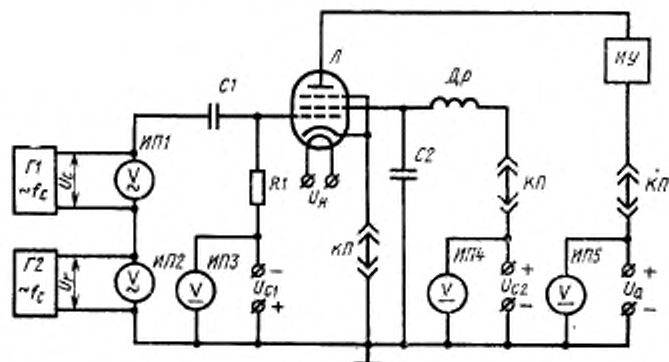 Л
ИУ
С1
Др
ИП1
Г1
~fс
Uс
V
~
R1
Uн
С2
КП
КП
КП
Г2
~fс
Uг
ИП2
V
~
ИП3
V
–
Uс1
+
ИП4
V
+
Uс2
–
ИП5
V
+
Uа
–